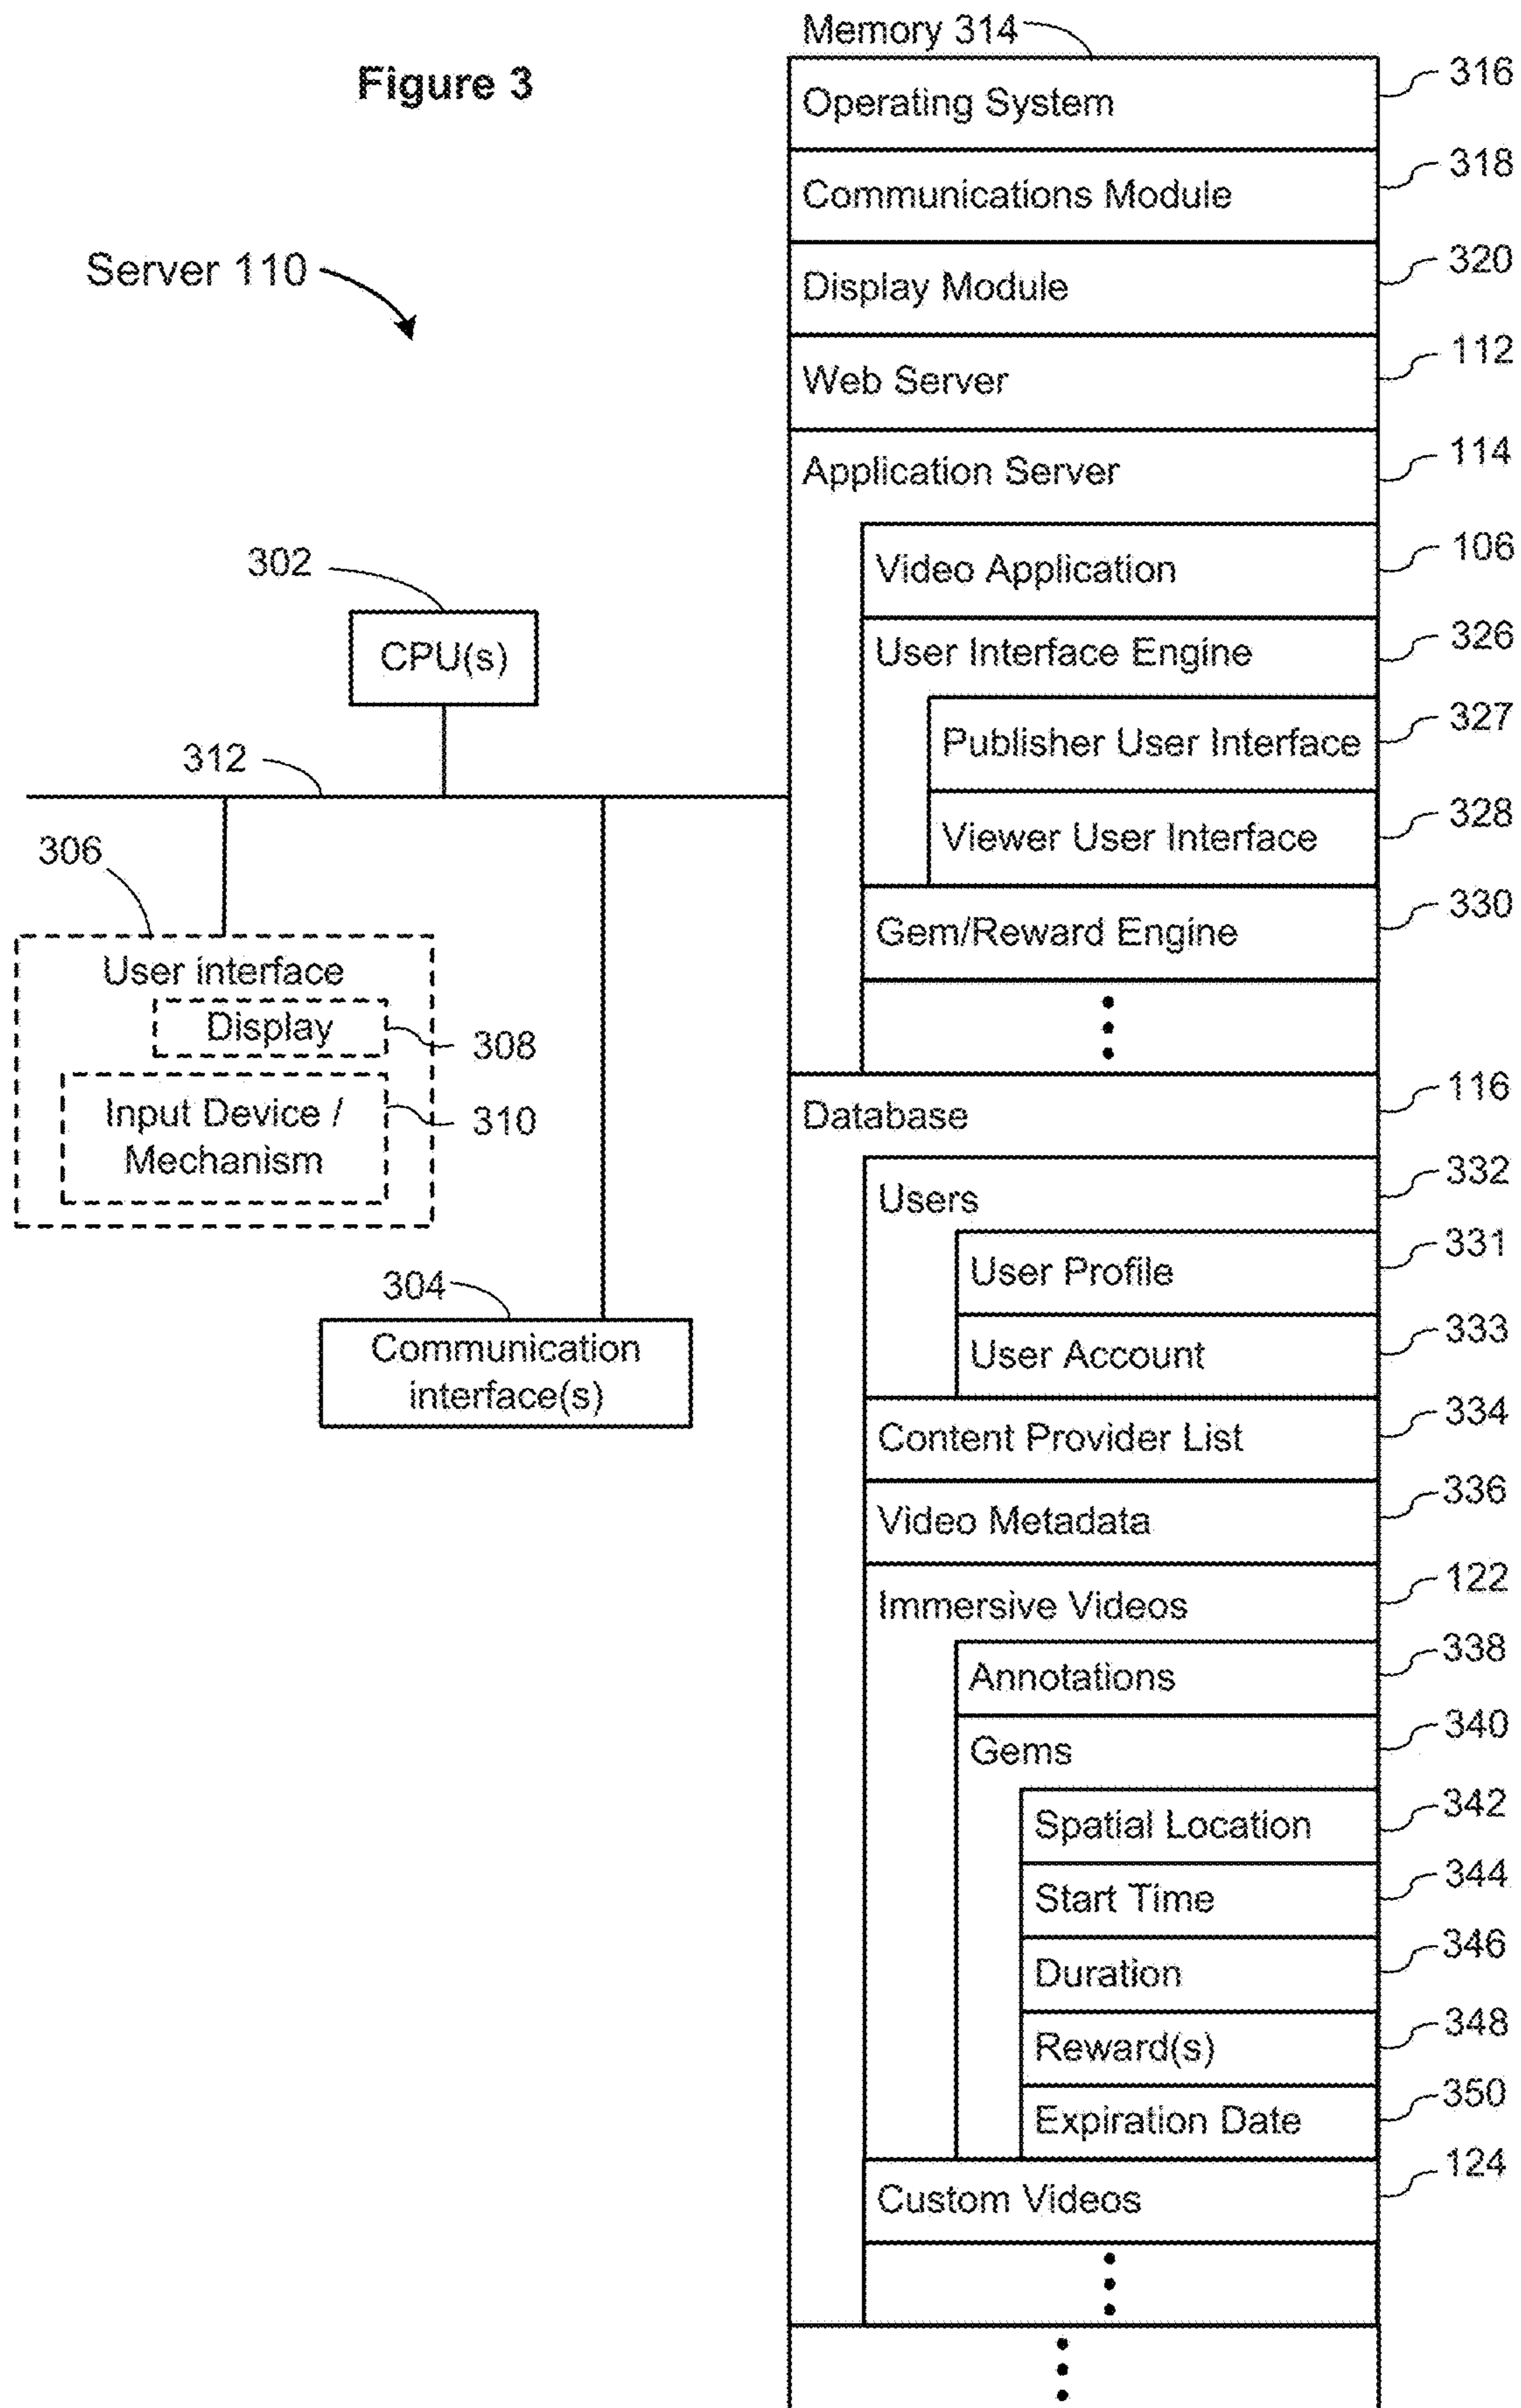 Figure 3
Server 110
302
CPU(s)
312
306
User interface
Display
308
Input Device /
Mechanism
310
304
Communication
interface(s)
Memory 314
Operating System
316
Communications Module
318
Display Module
320
Web Server
112
Application Server
114
Video Application
106
User Interface Engine
326
Publisher User Interface
327
Viewer User Interface
328
Gem/Reward Engine
330
Database
116
Users
332
User Profile
331
User Account
333
Content Provider List
334
Video Metadata
336
Immersive Videos
122
Annotations
338
Gems
340
Spatial Location
342
Start Time
344
Duration
346
Reward(s)
348
Expiration Date
350
Custom Videos
124